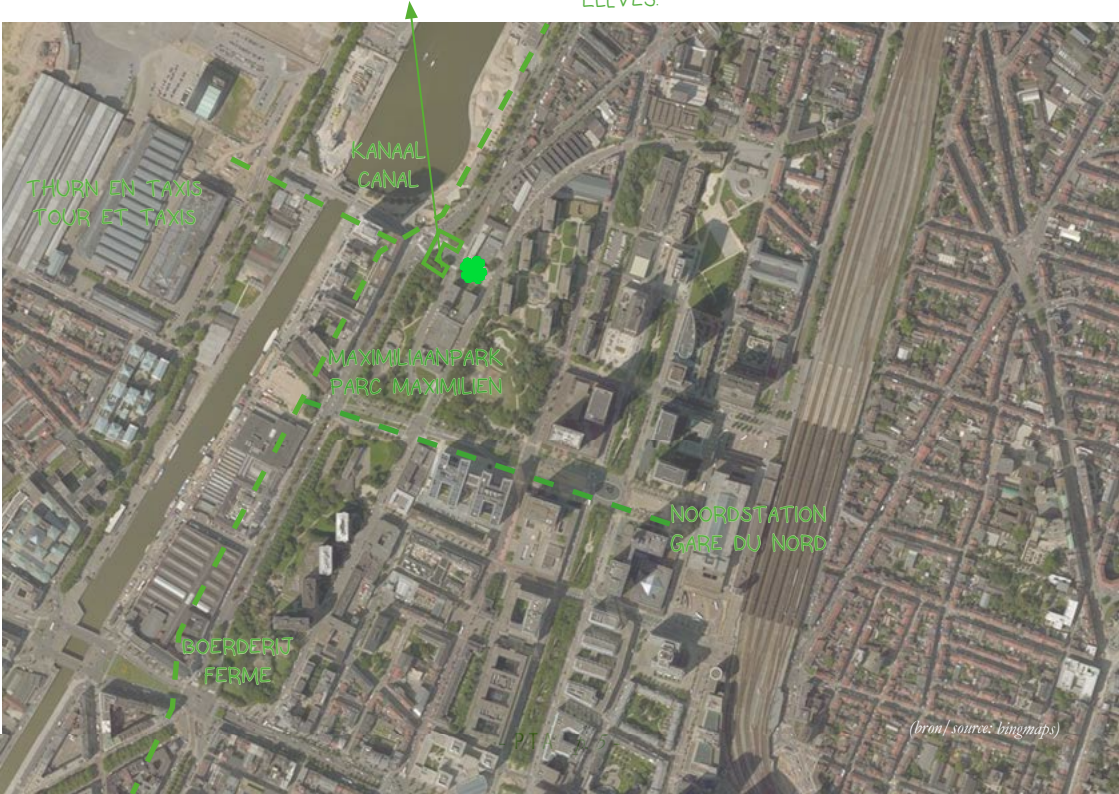 ELEVES.
KANAAL
CANAL
THURN EN TAXIS
TOUR ET TAXIS
MAXIMILIAANPARK
PARC MAXIMILIEN
NOORDSTATION
GARE DU NORD
BOERDERIJ
FERME
(bron/ source: bingmaps)